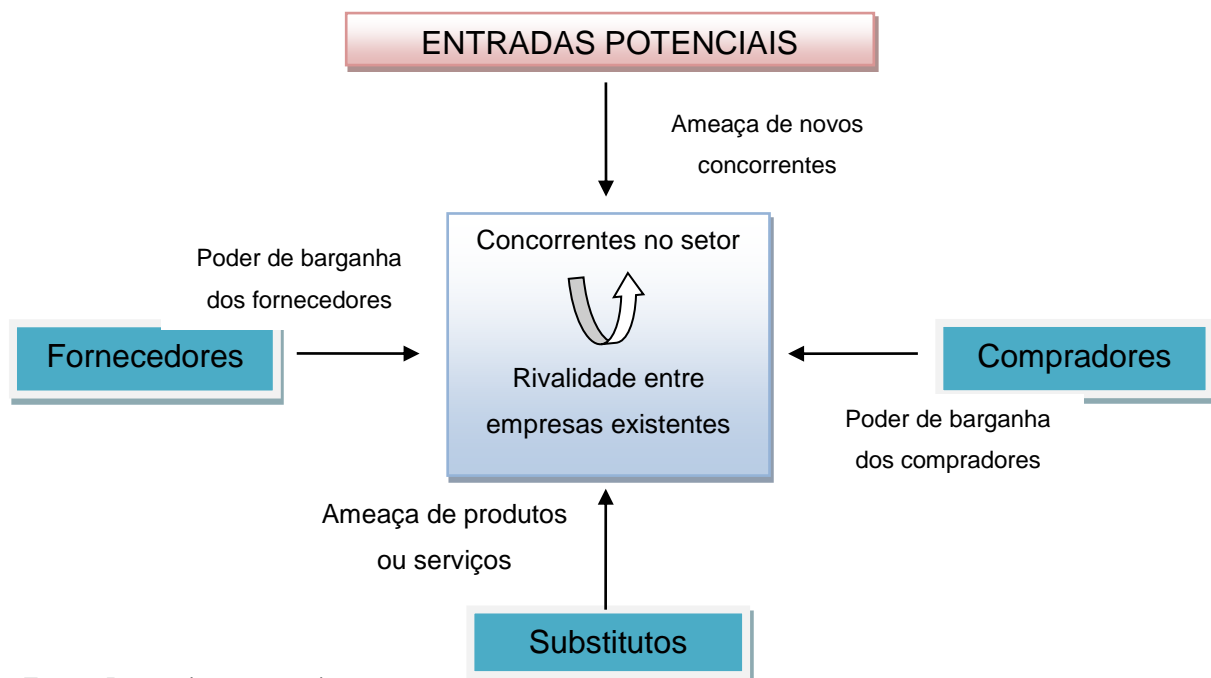 ENTRADAS POTENCIAIS
Ameaça de novos
concorrentes
Concorrentes no setor
Poder de barganha
dos fornecedores
Fornecedores
Compradores
Rivalidade entre
empresas existentes
Poder de barganha
dos compradores
Ameaça de produtos
ou serviços
Substitutos